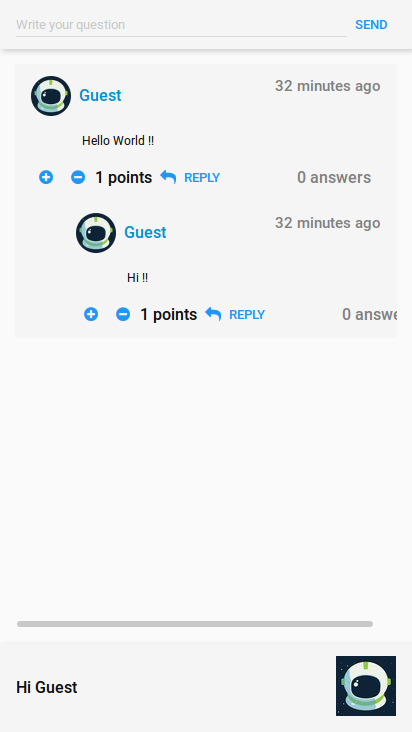 Write your question SEND
Guest 32 minutes ago
Hello World !!
1 points REPLY 0 answers
Guest 32 minutes ago
Hi !!
1 points REPLY 0 answe
Hi Guest